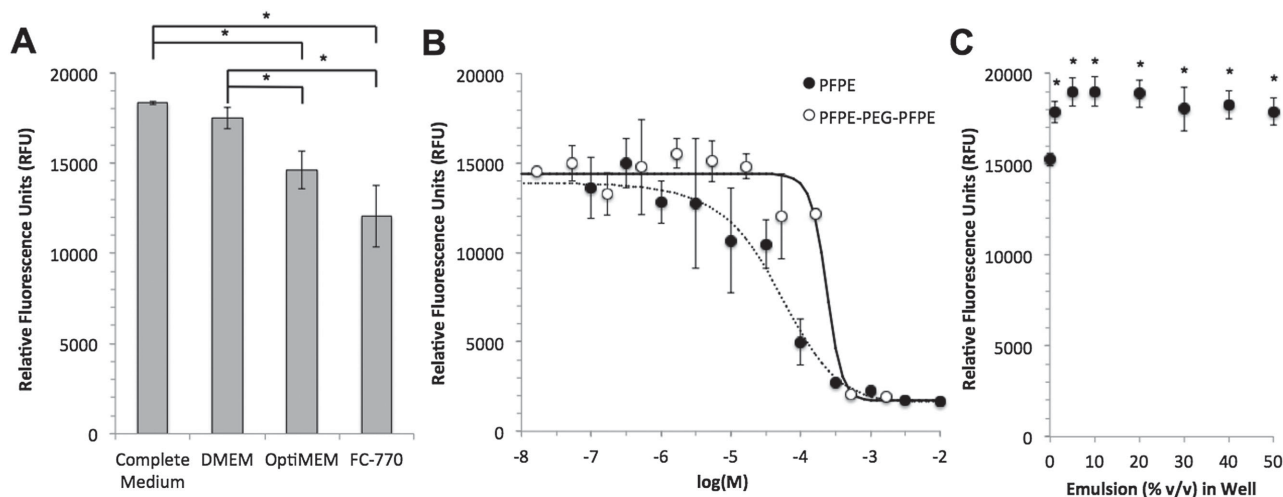 A
*
*
*
*
Relative Fluorescence Units (RFU)
20000
15000
10000
5000
0
Complete Medium
DMEM
OptiMEM
FC-770
B
PFPE
PFPE-PEG-PFPE
Relative Fluorescence Units (RFU)
20000
15000
10000
5000
0
-8 -7 -6 -5 -4 -3 -2
log(M)
C
* * * * * * *
Relative Fluorescence Units (RFU)
20000
15000
10000
5000
0
0 10 20 30 40 50
Emulsion (% v/v) in Well